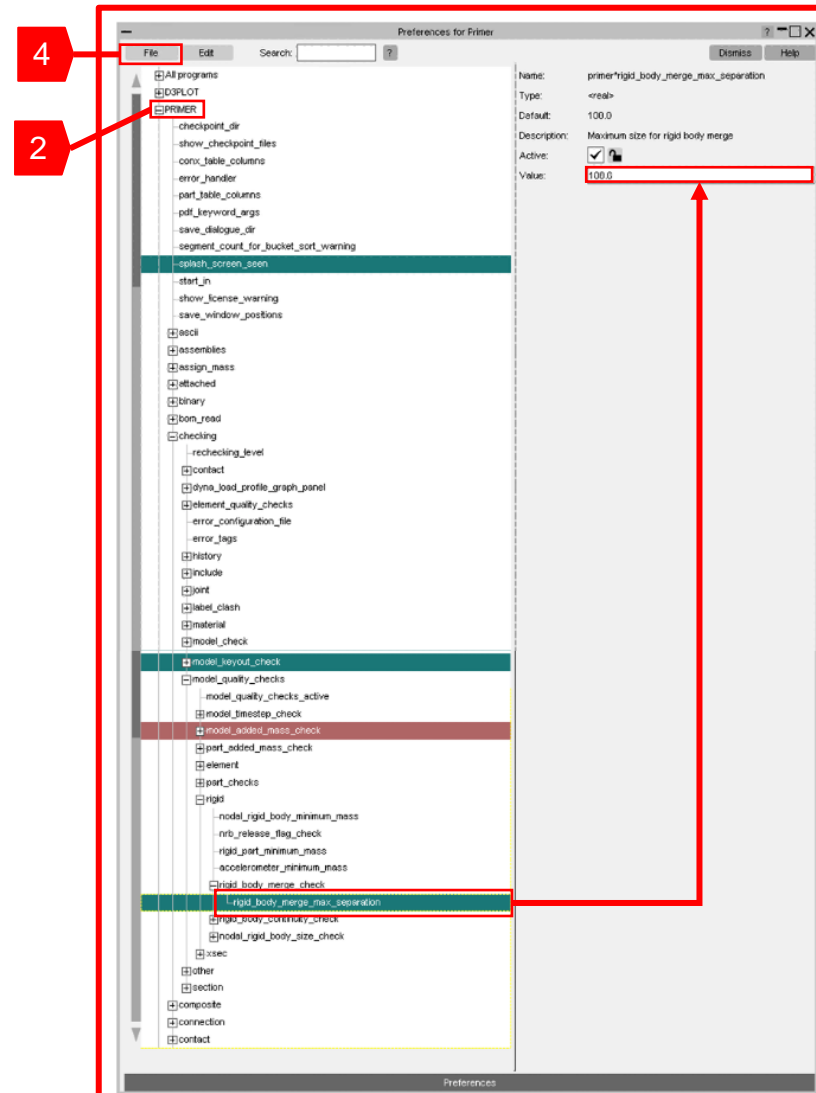 Preferences for Primer
?
4
File Edit Search: ? Dismiss Help
All programs
D3PLOT
PRIMER
2
checkpoint_dir
show_checkpoint_files
conx_table_columns
error_handler
part_table_columns
pdf_keyword_args
save_dialogue_dir
segment_count_for_bucket_sort_warning
splash_screen_seen
start_in
show_license_warning
save_window_positions
ascii
assemblies
assign_mass
attached
binary
bom_read
checking
rechecking_level
contact
dyna_load_profile_graph_panel
element_quality_checks
error_configuration_file
error_tags
history
include
joint
label_clash
material
model_check
model_keyout_check
model_quality_checks
model_quality_checks_active
model_timestep_check
model_added_mass_check
part_added_mass_check
element
part_checks
rigid
nodal_rigid_body_minimum_mass
nrb_release_flag_check
rigid_part_minimum_mass
accelerometer_minimum_mass
rigid_body_merge_check
rigid_body_merge_max_separation
rigid_body_continuity_check
nodal_rigid_body_size_check
xsec
other
section
composite
connection
contact
Name: primer*rigid_body_merge_max_separation
Type: <real>
Default: 100.0
Description: Maximum size for rigid body merge
Active:
Value: 100.0
Preferences